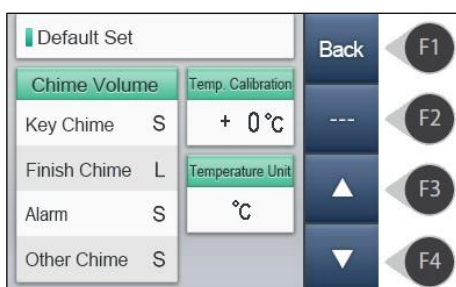 Default Set
Back
F1
Chime Volume
Temp. Calibration
Key Chime S
+ 0°C
---
F2
Finish Chime L
Temperature Unit
F3
Alarm S
°C
Other Chime S
F4